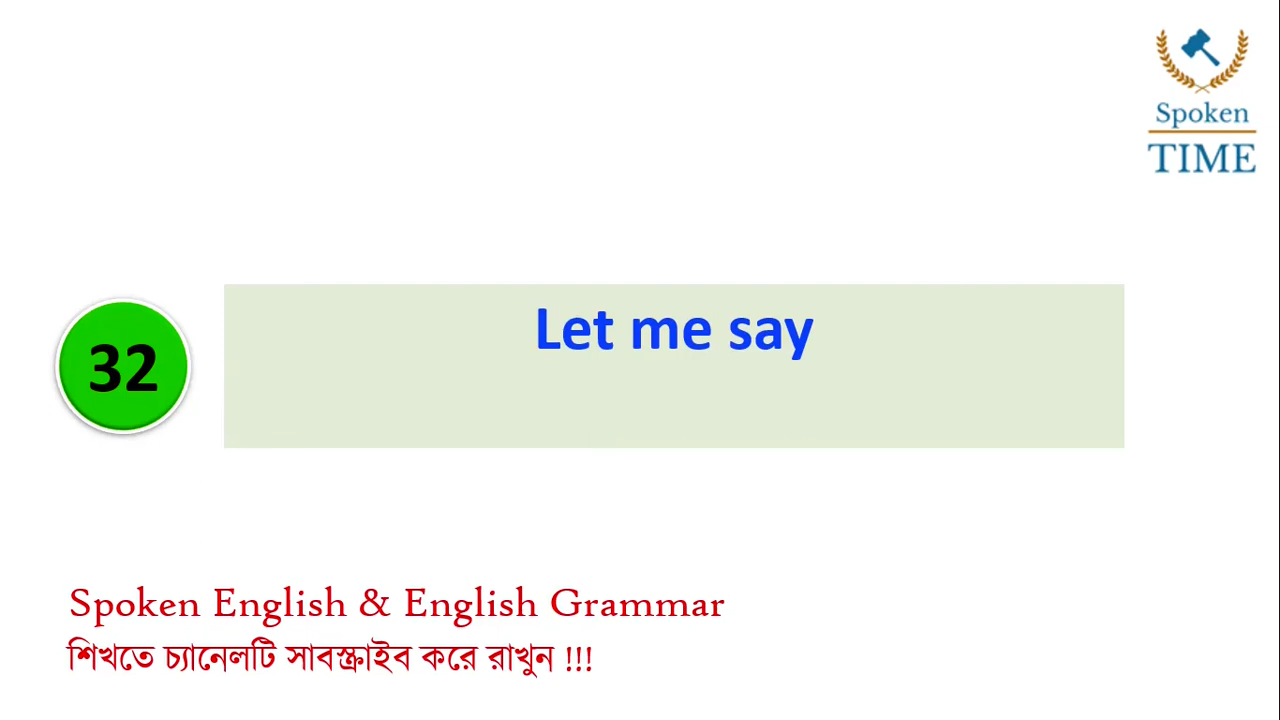 Spoken
TIME
Let me say
32
Spoken English & English Grammar
শিখতে চ্যানেলটি সাবস্ক্রাইব করে রাখুন !!!